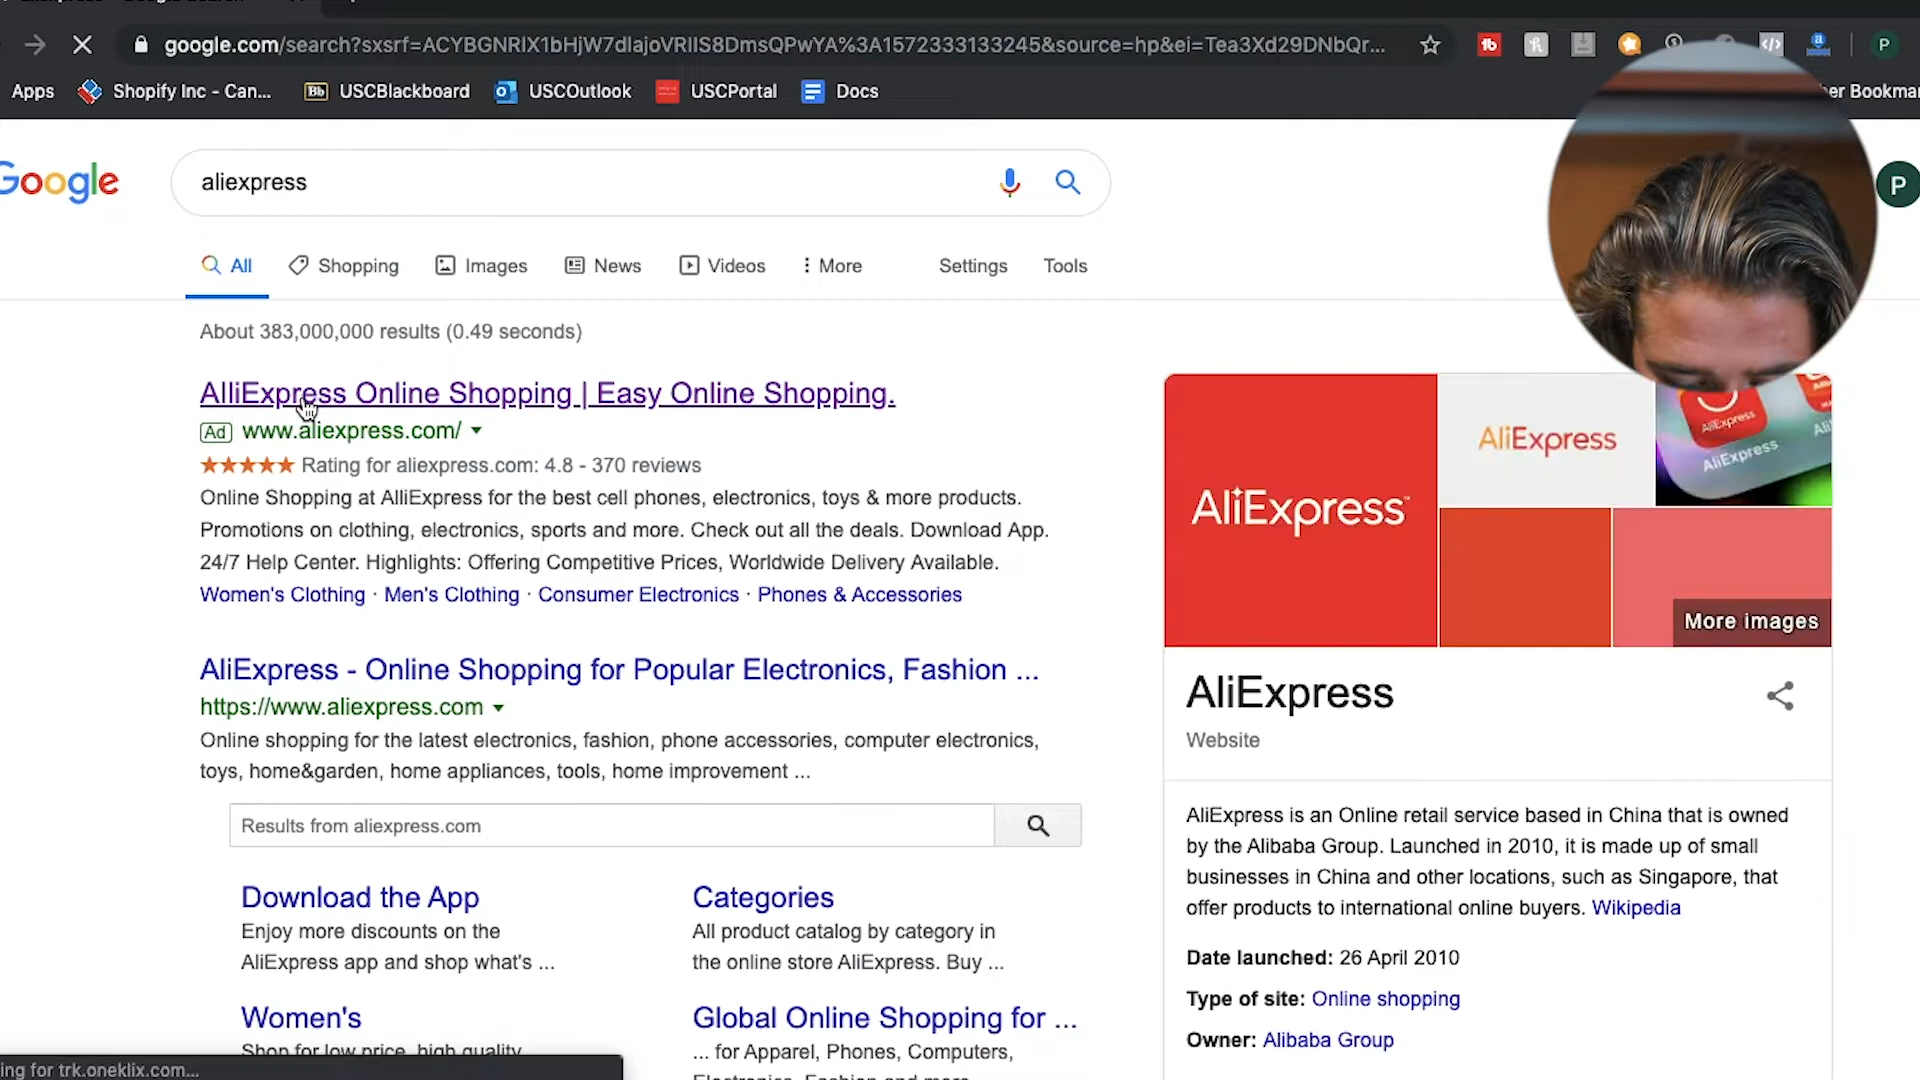 google.com/search?sxsrf=ACYBGNRIX1bHjW7dIajoVRIIS8DmsQPwYA%3A1572333133245&source=hp&ei=Tea3Xd29DNbQr...
P
Apps
Shopify Inc - Can...
Bb USCBlackboard
USCOutlook
USCPortal
Docs
er Bookmar
Google
aliexpress
P
All
Shopping
Images
News
Videos
More
Settings
Tools
About 383,000,000 results (0.49 seconds)
AlliExpress Online Shopping | Easy Online Shopping.
Ad www.aliexpress.com/
Rating for aliexpress.com: 4.8 - 370 reviews
Online Shopping at AlliExpress for the best cell phones, electronics, toys & more products.
Promotions on clothing, electronics, sports and more. Check out all the deals. Download App.
24/7 Help Center. Highlights: Offering Competitive Prices, Worldwide Delivery Available.
Women's Clothing · Men's Clothing · Consumer Electronics · Phones & Accessories
AliExpress - Online Shopping for Popular Electronics, Fashion ...
https://www.aliexpress.com
Online shopping for the latest electronics, fashion, phone accessories, computer electronics,
toys, home&garden, home appliances, tools, home improvement ...
Results from aliexpress.com
Download the App
Enjoy more discounts on the
AliExpress app and shop what's ...
Categories
All product catalog by category in
the online store AliExpress. Buy ...
Women's
Shop for low price, high quality
Global Online Shopping for ...
... for Apparel, Phones, Computers,
Electronics, Fashion and more
ing for trk.oneklix.com...
AliExpress
AliExpress
AliExpress
AliExpress
More images
AliExpress
Website
AliExpress is an Online retail service based in China that is owned
by the Alibaba Group. Launched in 2010, it is made up of small
businesses in China and other locations, such as Singapore, that
offer products to international online buyers. Wikipedia
Date launched: 26 April 2010
Type of site: Online shopping
Owner: Alibaba Group